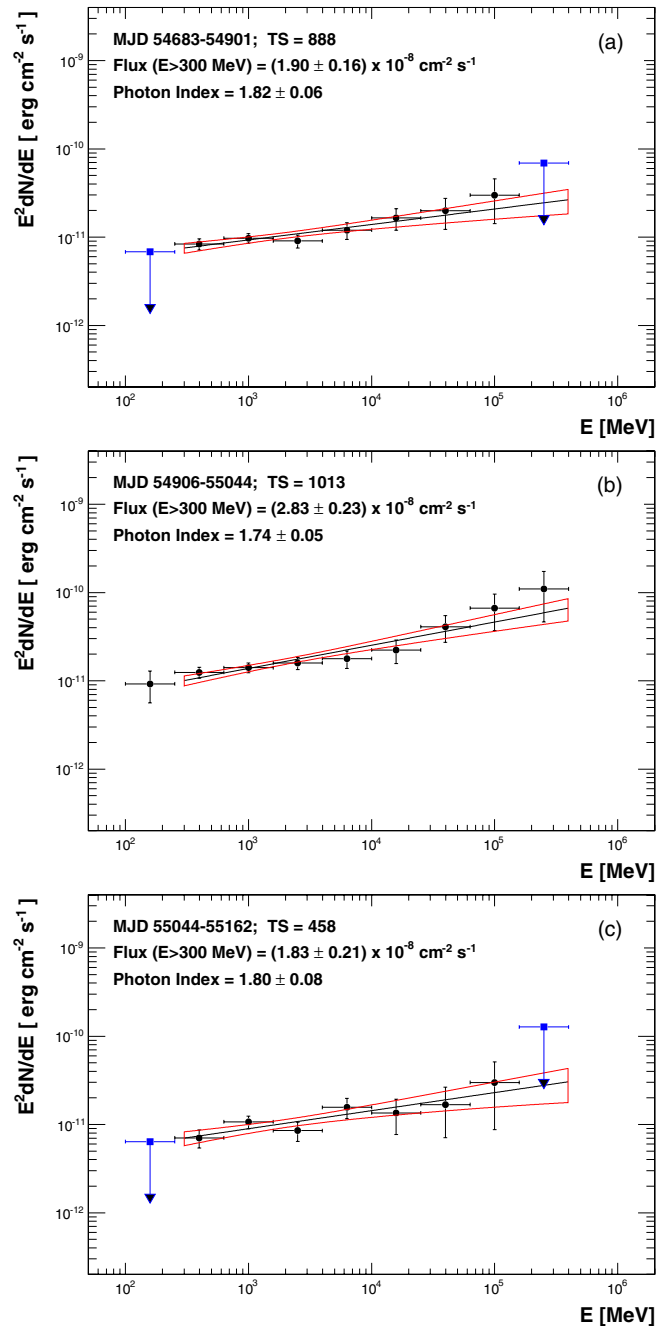 (a)
MJD 54683-54901;  TS = 888
Flux (E>300 MeV) = (1.90 ± 0.16) x 10⁻⁸ cm⁻² s⁻¹
Photon Index = 1.82 ± 0.06
E²dN/dE [ erg cm⁻² s⁻¹ ]
10⁻⁹
10⁻¹⁰
10⁻¹¹
10⁻¹²
10² 10³ 10⁴ 10⁵ 10⁶
E [MeV]
(b)
MJD 54906-55044;  TS = 1013
Flux (E>300 MeV) = (2.83 ± 0.23) x 10⁻⁸ cm⁻² s⁻¹
Photon Index = 1.74 ± 0.05
E²dN/dE [ erg cm⁻² s⁻¹ ]
10⁻⁹
10⁻¹⁰
10⁻¹¹
10⁻¹²
10² 10³ 10⁴ 10⁵ 10⁶
E [MeV]
(c)
MJD 55044-55162;  TS = 458
Flux (E>300 MeV) = (1.83 ± 0.21) x 10⁻⁸ cm⁻² s⁻¹
Photon Index = 1.80 ± 0.08
E²dN/dE [ erg cm⁻² s⁻¹ ]
10⁻⁹
10⁻¹⁰
10⁻¹¹
10⁻¹²
10² 10³ 10⁴ 10⁵ 10⁶
E [MeV]